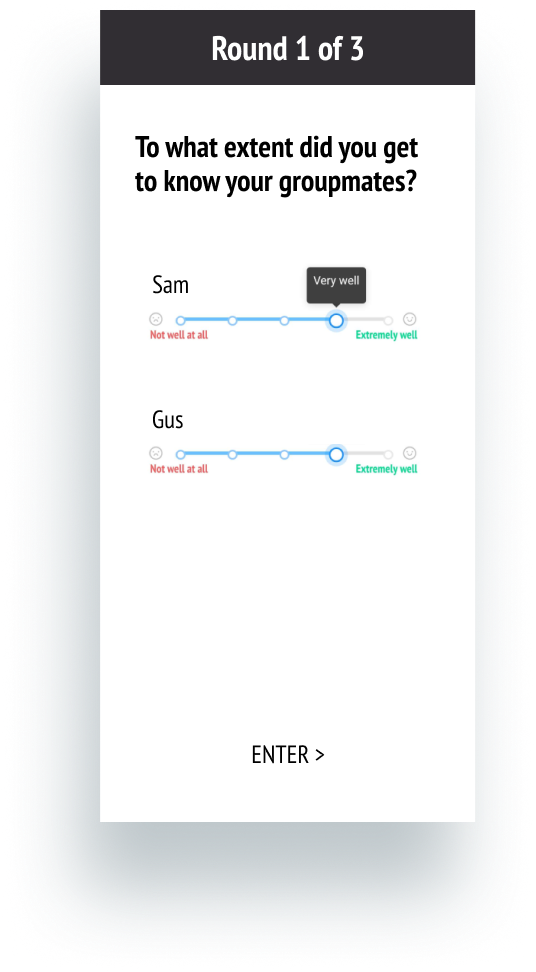 Round 1 of 3
To what extent did you get
to know your groupmates?
Sam
Very well
Not well at all
Extremely well
Gus
Not well at all
Extremely well
ENTER >